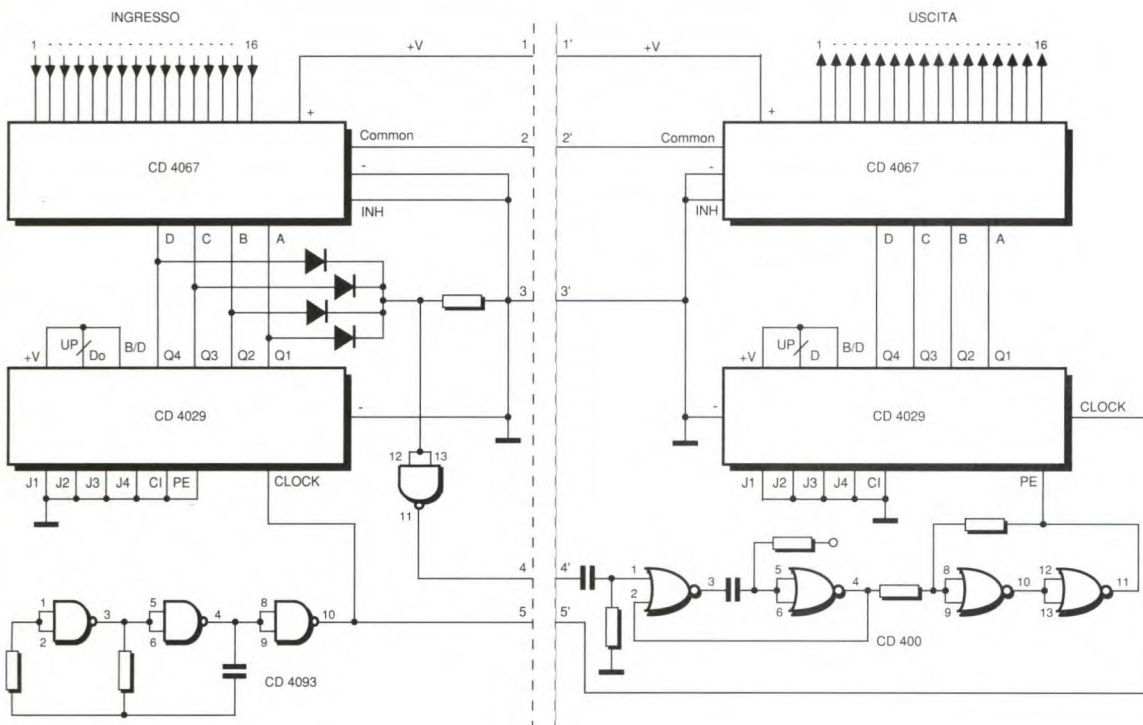 INGRESSO
USCITA
1 16
+V 1 1' +V
1 16
+ +
Common 2 2' Common
CD 4067
CD 4067
- -
INH INH
D C B A
D C B A
3 3'
+V UP Do B/D Q4 Q3 Q2 Q1
UP D B/D Q4 Q3 Q2 Q1
+V
CD 4029 -
- CD 4029 CLOCK
J1 J2 J3 J4 CI PE CLOCK
J1 J2 J3 J4 CI PE
12 13
11
4 4'
5 5'
1 2 3 5 6 4 8 9 10
CD 4093
1 2 3 5 6 4 8 9 10 12 13 11
CD 400